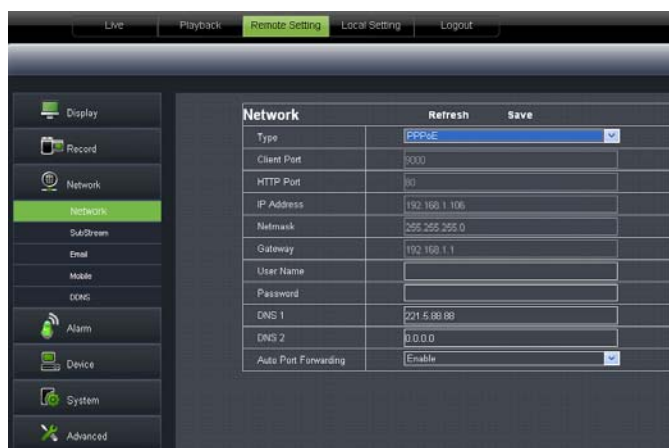 Live Playback Remote Setting Local Setting Logout
Display
Record
Network
Network
SubStream
Email
Mobile
DDNS
Alarm
Device
System
Advanced
Network Refresh Save
Type PPPoE
Client Port 9000
HTTP Port 80
IP Address 192.168.1.106
Netmask 255.255.255.0
Gateway 192.168.1.1
User Name
Password
DNS 1 221.5.88.88
DNS 2 0.0.0.0
Auto Port Forwarding Enable